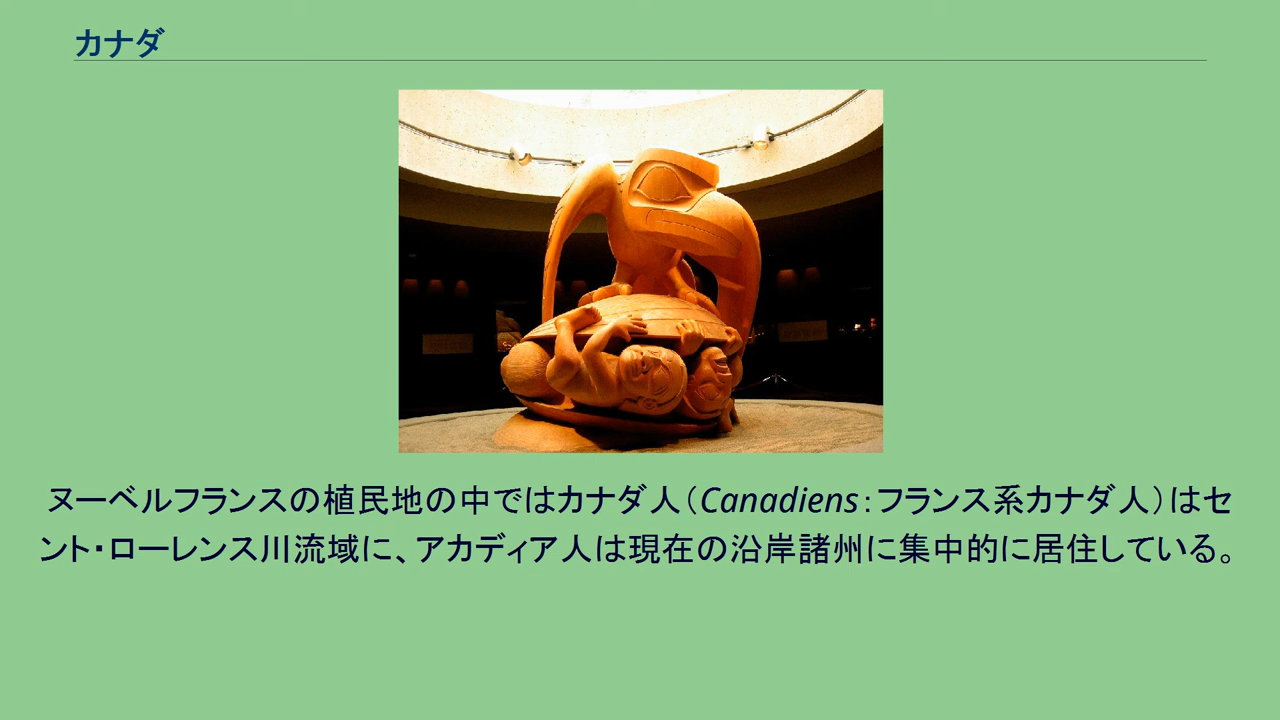 カナダ
ヌーベルフランスの植民地の中ではカナダ人（Canadiens：フランス系カナダ人）はセ
ント・ローレンス川流域に、アカディア人は現在の沿岸諸州に集中的に居住している。